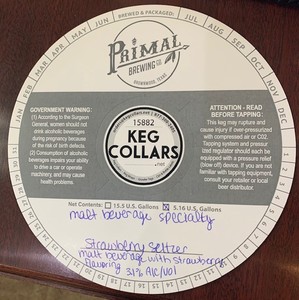 BREWED & PACKAGED:
JAN FEB MAR APR MAY JUN
JUL AUG SEP OCT NOV DEC
PRIMAL
BREWING CO.
GOVERNMENT WARNING:
(1) According to the Surgeon
General, women should not
drink alcoholic beverages
during pregnancy because
of the risk of birth defects.
(2) Consumption of alcoholic
beverages impairs your ability
to drive a car or operate
machinery, and may cause
health problems.
15882
KEG
COLLARS
.net
ATTENTION - READ
BEFORE TAPPING:
This keg may rupture and
cause injury if over-pressurized
with compressed air or CO2.
Tapping system and pressure
regulator should each be
equipped with a pressure
relief (blow off) device. If you are
familiar with tapping
equipment, consult your retailer or local
beer distributor.
Net Contents: 15.5 U.S. Gallons 5.16 U.S. Gallons
malt beverage specialty
Strawberry Seltzer
malt beverage with strawberry
flavoring Alc/Vol